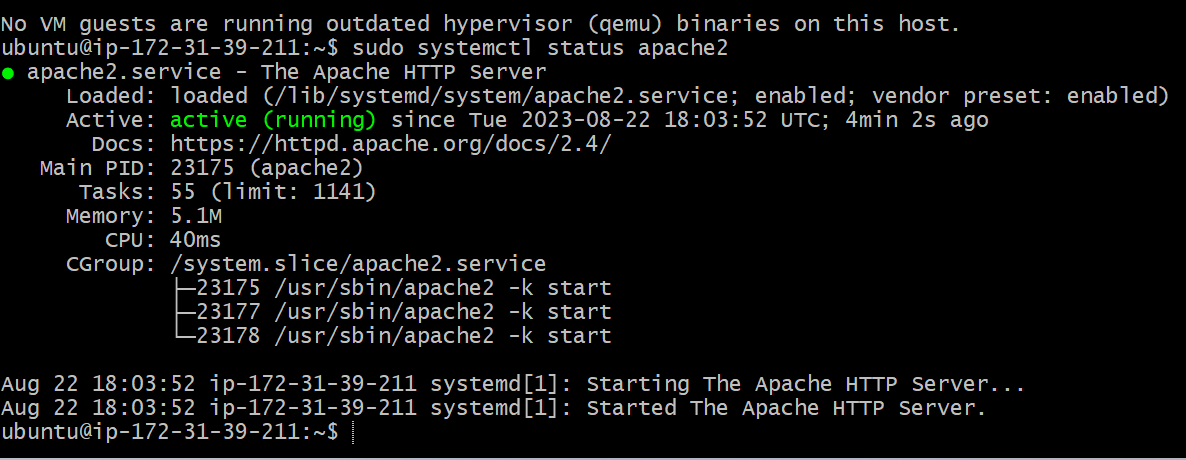 No VM guests are running outdated hypervisor (qemu) binaries on this host.
ubuntu@ip-172-31-39-211:~$ sudo systemctl status apache2
● apache2.service - The Apache HTTP Server
     Loaded: loaded (/lib/systemd/system/apache2.service; enabled; vendor preset: enabled)
     Active: active (running) since Tue 2023-08-22 18:03:52 UTC; 4min 2s ago
       Docs: https://httpd.apache.org/docs/2.4/
   Main PID: 23175 (apache2)
      Tasks: 55 (limit: 1141)
     Memory: 5.1M
        CPU: 40ms
     CGroup: /system.slice/apache2.service
             ├─23175 /usr/sbin/apache2 -k start
             ├─23177 /usr/sbin/apache2 -k start
             └─23178 /usr/sbin/apache2 -k start
Aug 22 18:03:52 ip-172-31-39-211 systemd[1]: Starting The Apache HTTP Server...
Aug 22 18:03:52 ip-172-31-39-211 systemd[1]: Started The Apache HTTP Server.
ubuntu@ip-172-31-39-211:~$